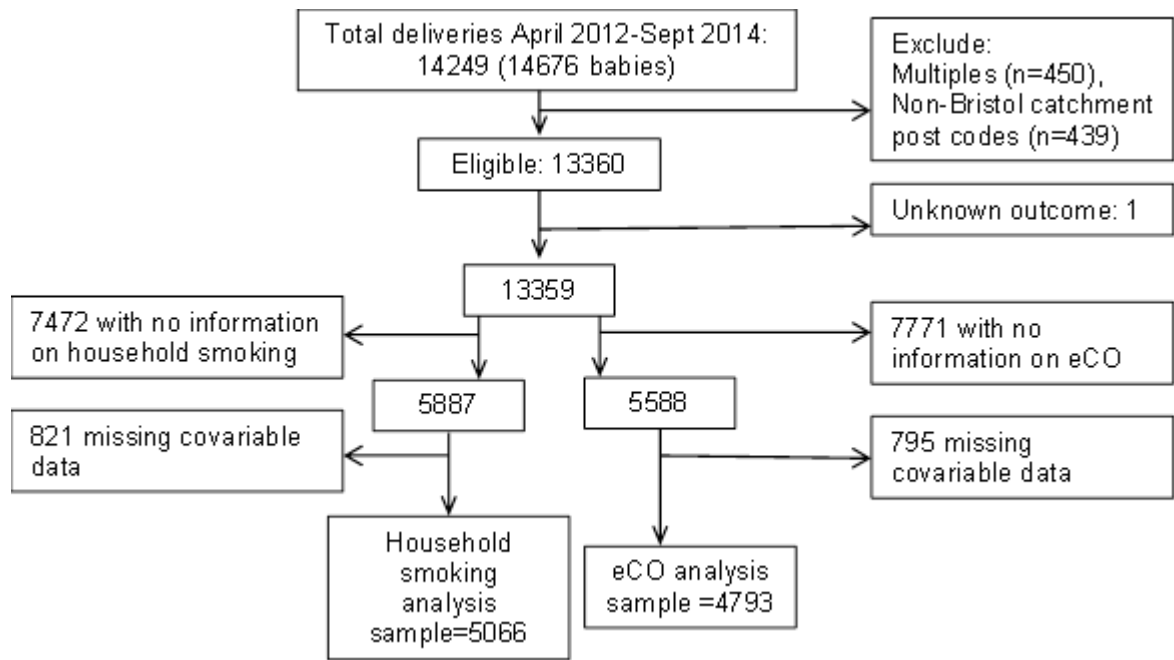 Total deliveries April 2012-Sept 2014:
14249 (14676 babies)
Exclude:
Multiples (n=450),
Non-Bristol catchment
post codes (n=439)
Eligible: 13360
Unknown outcome: 1
13359
7472 with no information
on household smoking
7771 with no
information on eCO
5887
5588
821 missing covariable
data
795 missing
covariable data
Household
smoking
analysis
sample=5066
eCO analysis
sample =4793